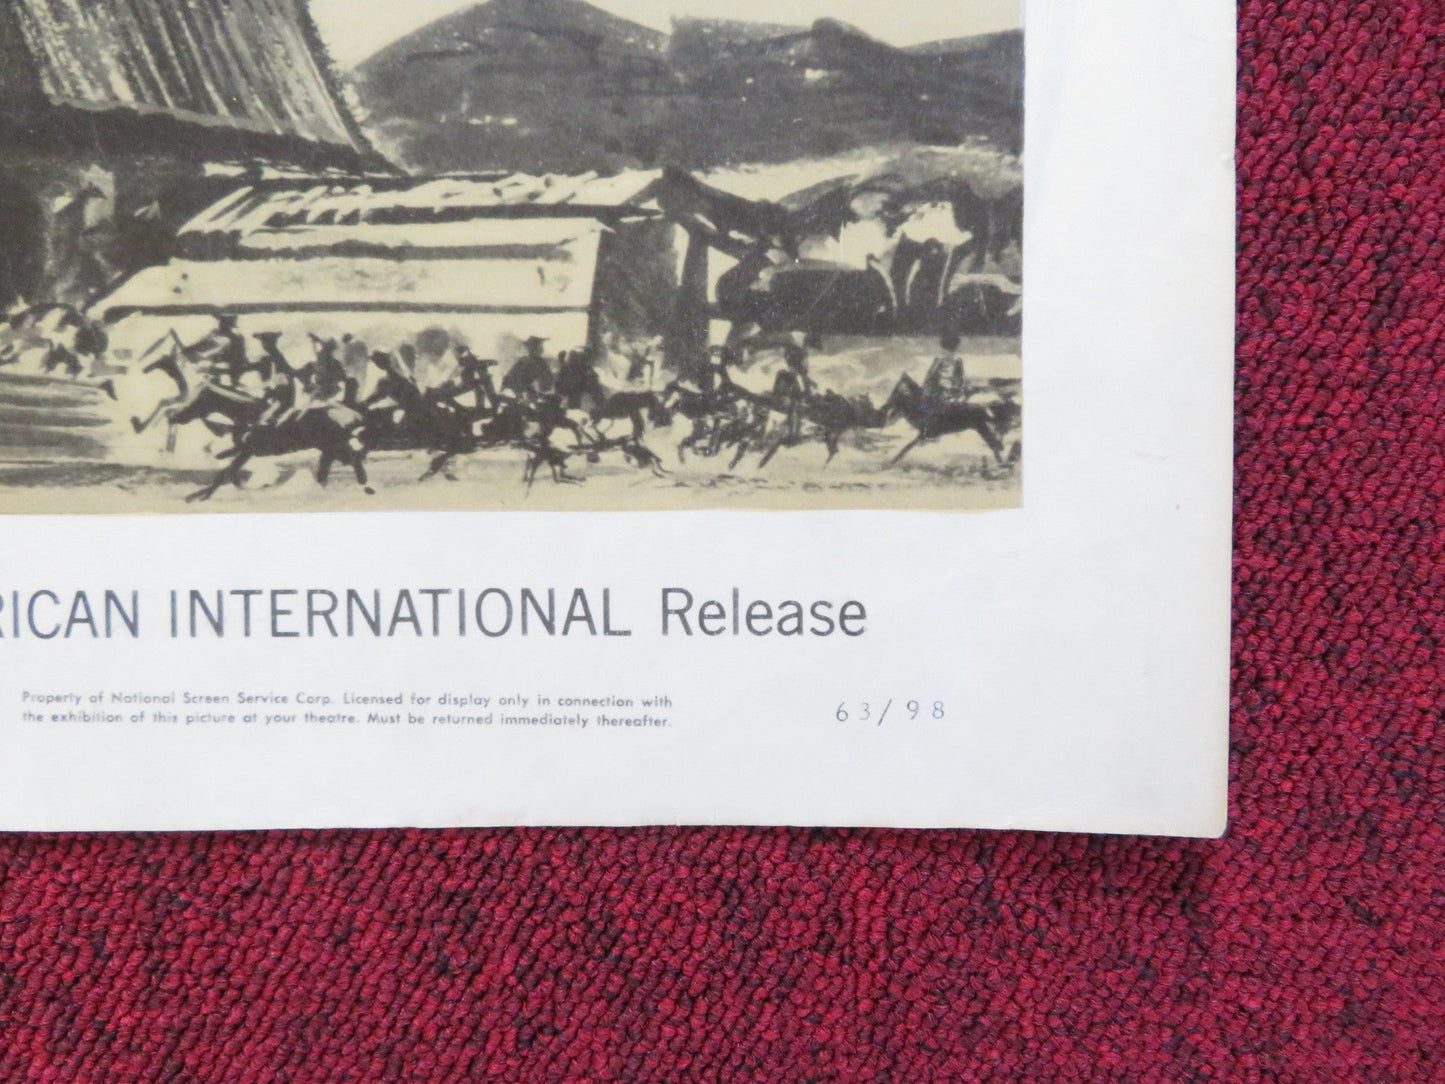 RICAN INTERNATIONAL Release
Property of National Screen Service Corp. Licensed for display only in connection with
the exhibition of this picture at your theatre. Must be returned immediately thereafter.
63/98